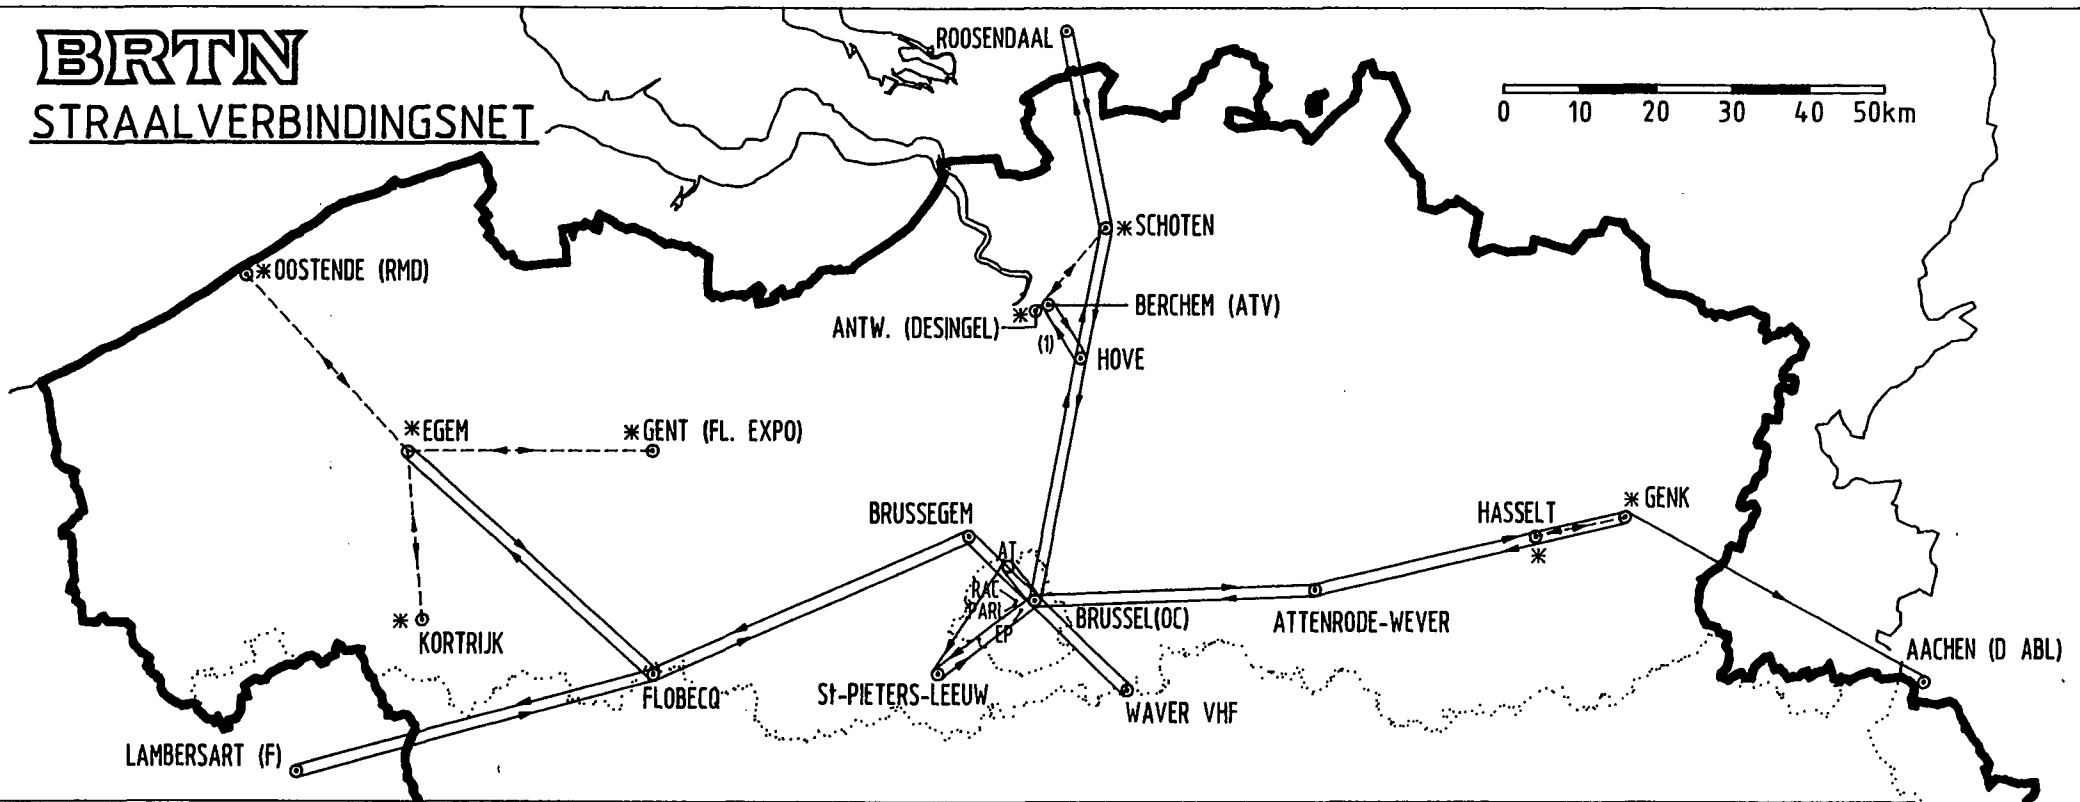 BRTN
STRAALVERBINDINGSNET
ROOSENDAAL
0 10 20 30 40 50km
*SCHOTEN
*OOSTENDE (RMD)
BERCHEM (ATV)
ANTW. (DESINGEL)
*
(1)
HOVE
*EGEM
*GENT (FL. EXPO)
BRUSSEGEM
HASSELT
*
* GENK
AT
RAC
PARL
EP
BRUSSEL(OC)
ATTENRODE-WEVER
*
KORTRIJK
AACHEN (D ABL)
FLOBECQ
St-PIETERS-LEEUW
WAVER VHF
LAMBERSART (F)